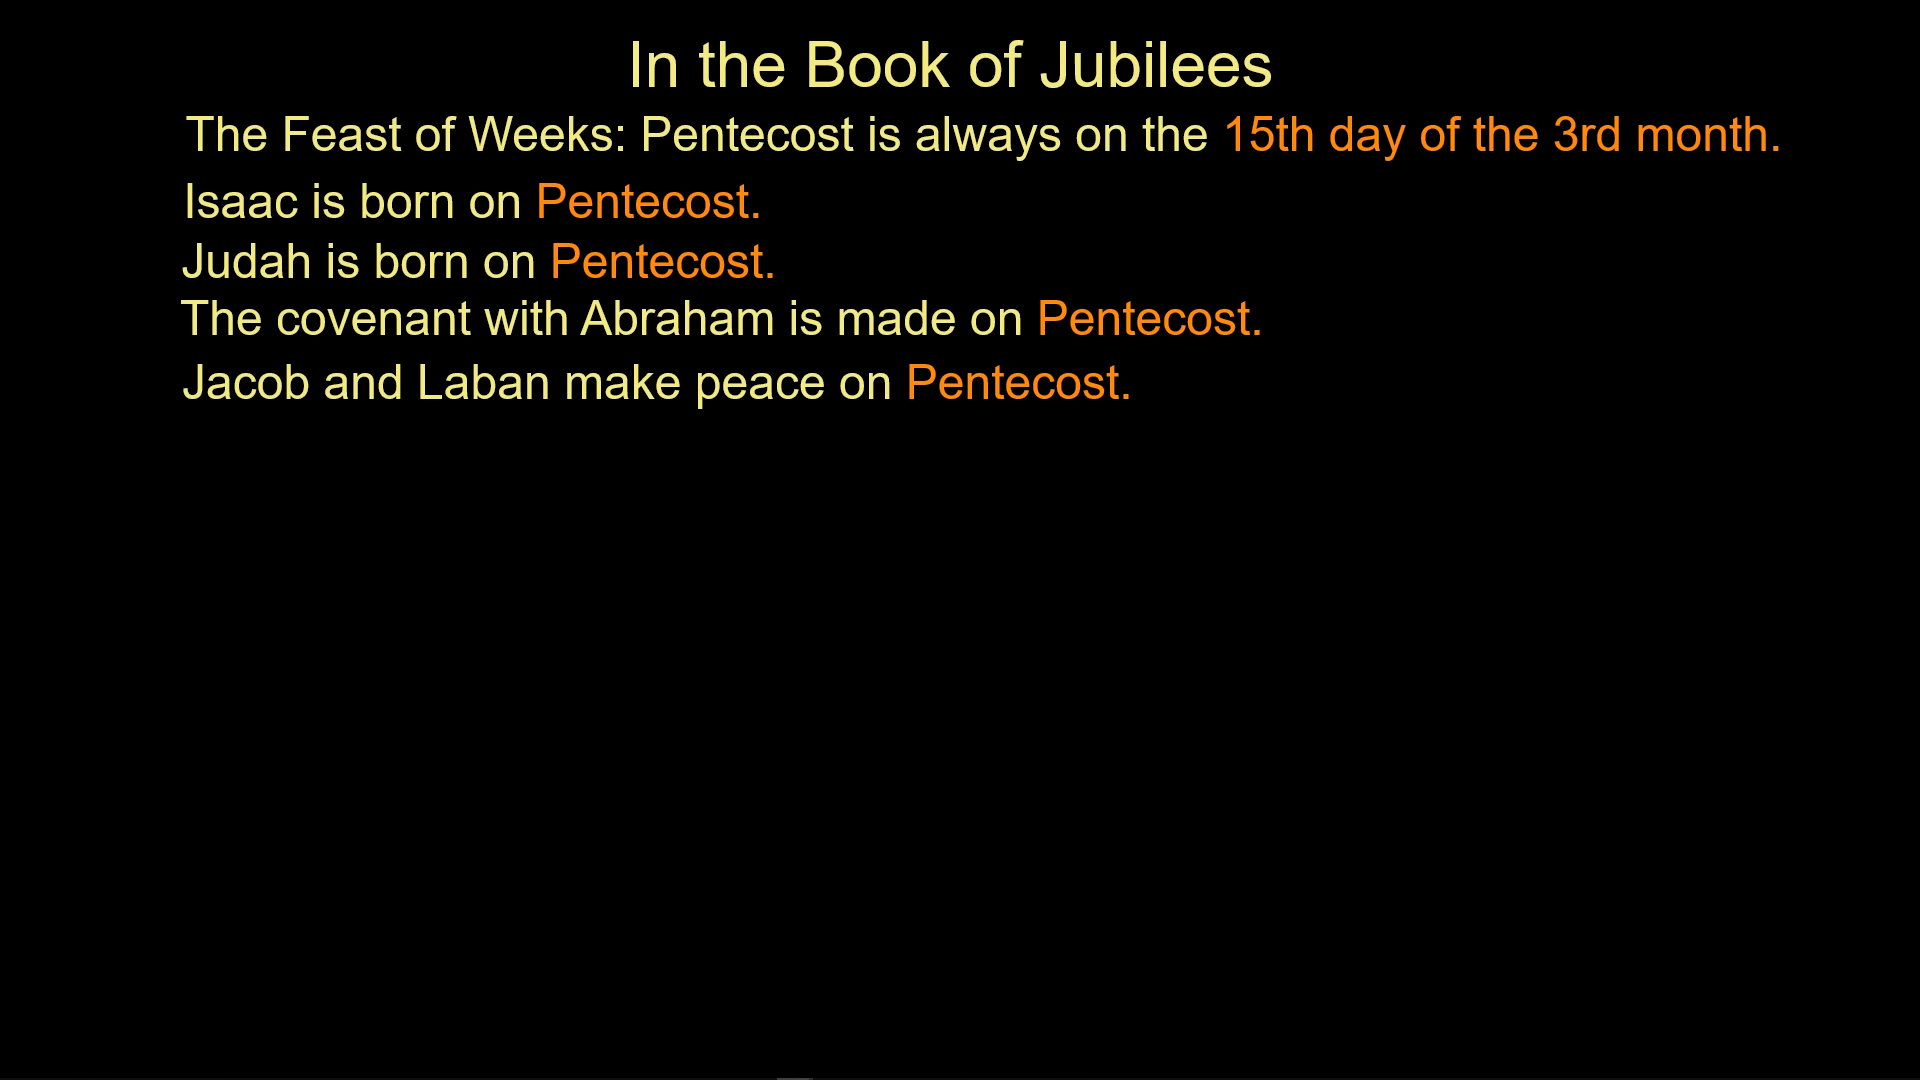 In the Book of Jubilees
The Feast of Weeks: Pentecost is always on the 15th day of the 3rd month.
Isaac is born on Pentecost.
Judah is born on Pentecost.
The covenant with Abraham is made on Pentecost.
Jacob and Laban make peace on Pentecost.